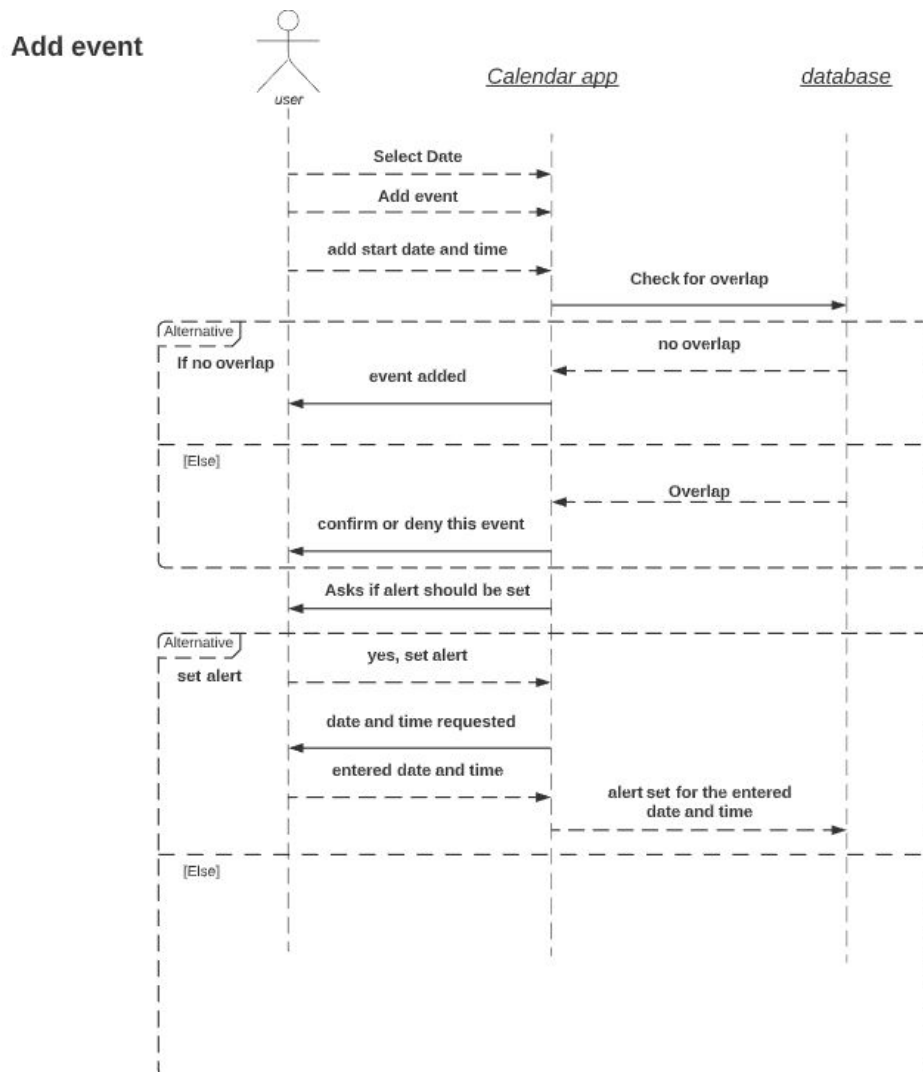 Add event
user
Calendar app
database
Select Date
Add event
add start date and time
Check for overlap
Alternative
If no overlap
no overlap
event added
[Else]
Overlap
confirm or deny this event
Asks if alert should be set
Alternative
set alert
yes, set alert
date and time requested
entered date and time
alert set for the entered
date and time
[Else]